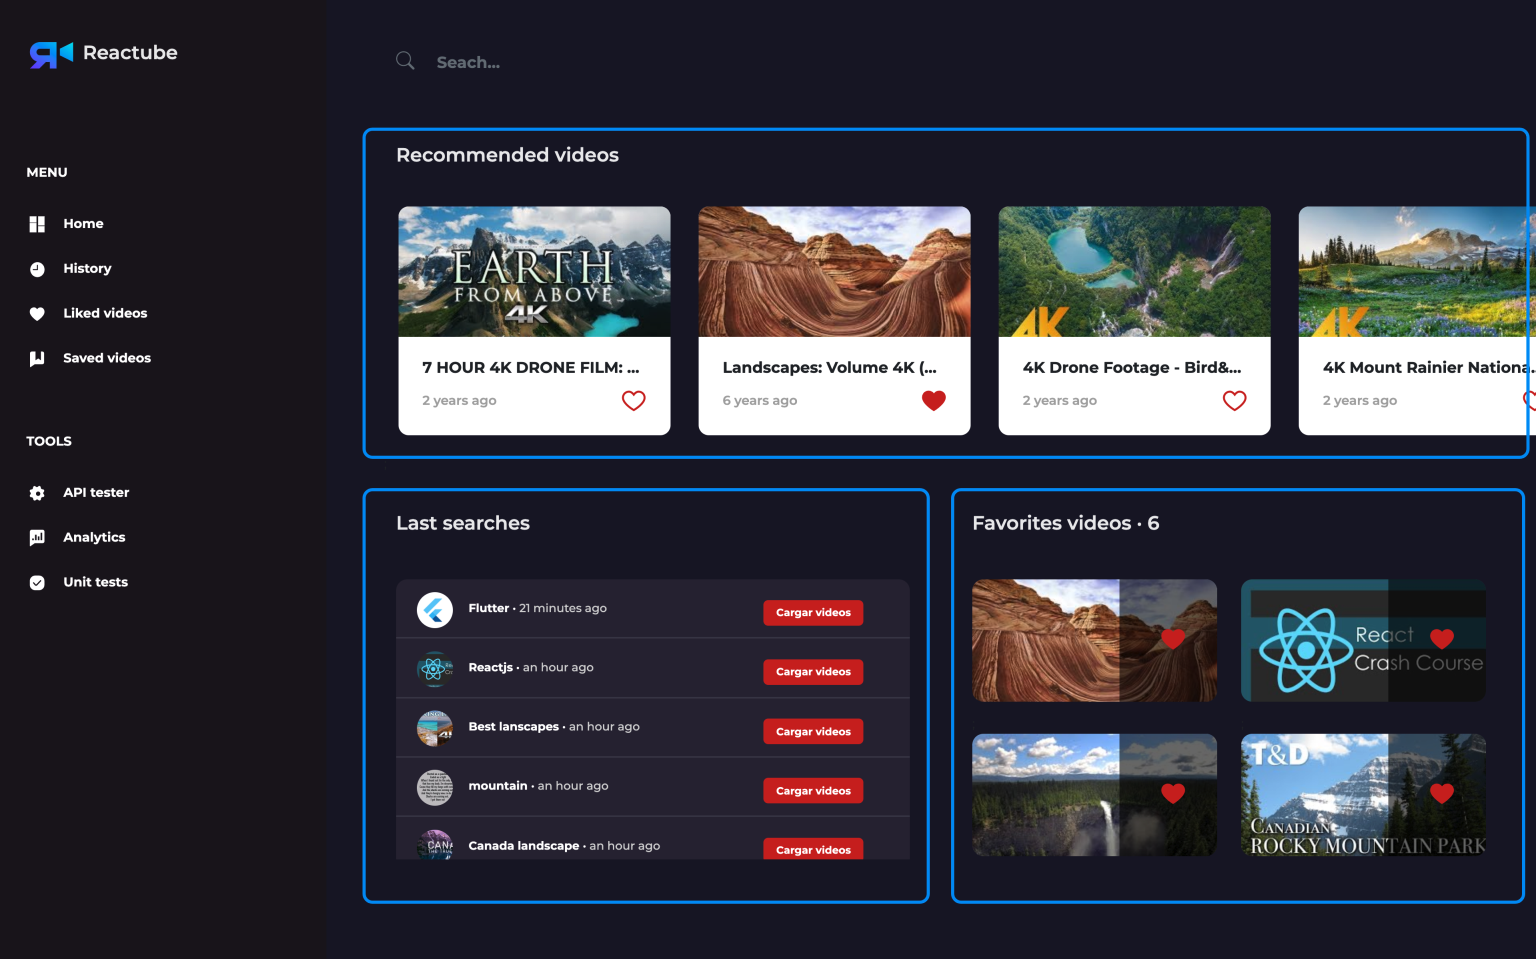 Reactube
Seach...
MENU
Home
History
Liked videos
Saved videos
TOOLS
API tester
Analytics
Unit tests
Recommended videos
EARTH
FROM ABOVE
4K
4K
4K
7 HOUR 4K DRONE FILM: ...
2 years ago
Landscapes: Volume 4K (...
6 years ago
4K Drone Footage - Bird&...
2 years ago
4K Mount Rainier Nationa...
2 years ago
Last searches
Flutter · 21 minutes ago
Cargar videos
Reactjs · an hour ago
Cargar videos
Best lanscapes · an hour ago
Cargar videos
mountain · an hour ago
Cargar videos
Canada landscape · an hour ago
Cargar videos
Favorites videos · 6
React
Crash Course
T&D
CANADIAN
ROCKY MOUNTAIN PARK